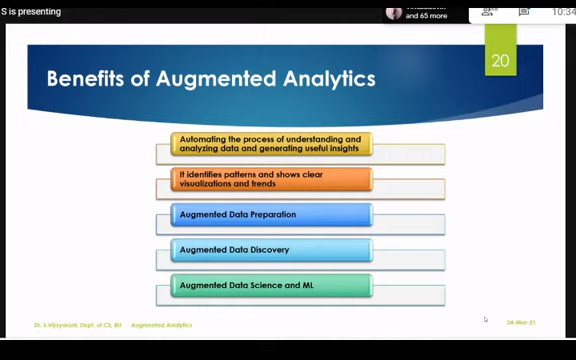 S is presenting
and 65 more
10:34
20
Benefits of Augmented Analytics
Automating the process of understanding and
analyzing data and generating useful insights
It identifies patterns and shows clear
visualizations and trends
Augmented Data Preparation
Augmented Data Discovery
Augmented Data Science and ML
Dr. S.Vijayarani, Dept. of CS, BU Augmented Analytics
24-Mar-21